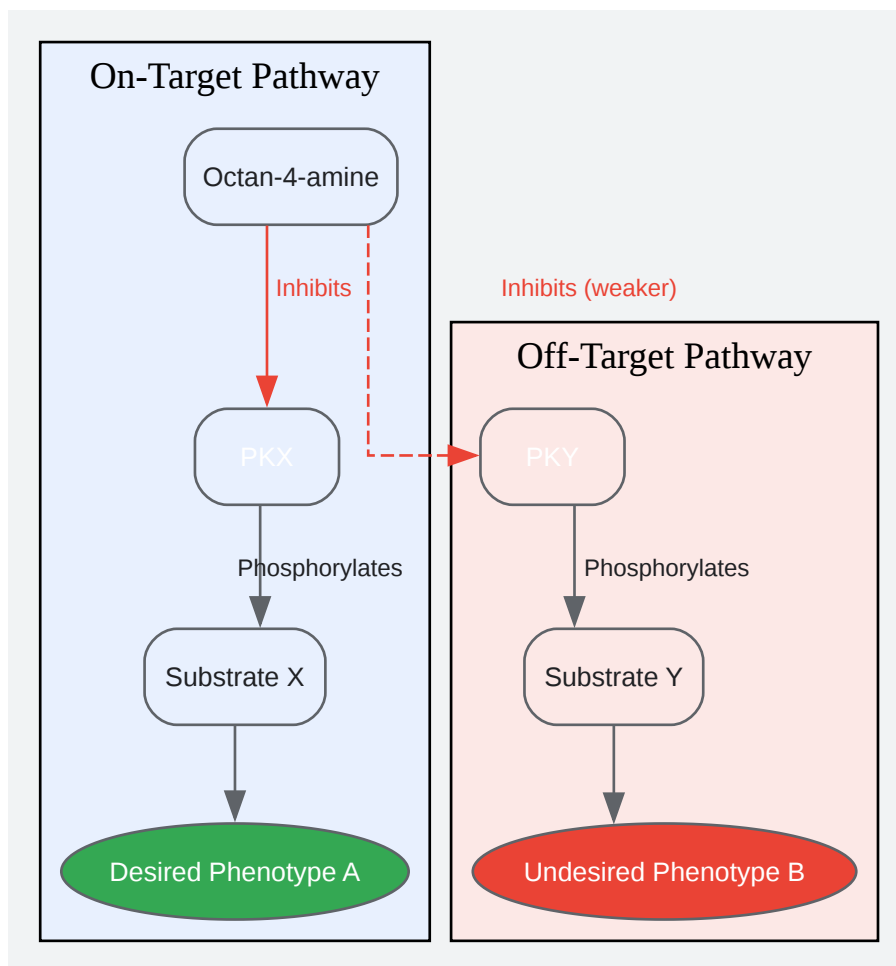 On-Target Pathway
Octan-4-amine
Inhibits
Inhibits (weaker)
Off-Target Pathway
PKX
PKY
Phosphorylates
Phosphorylates
Substrate X
Substrate Y
Desired Phenotype A
Undesired Phenotype B